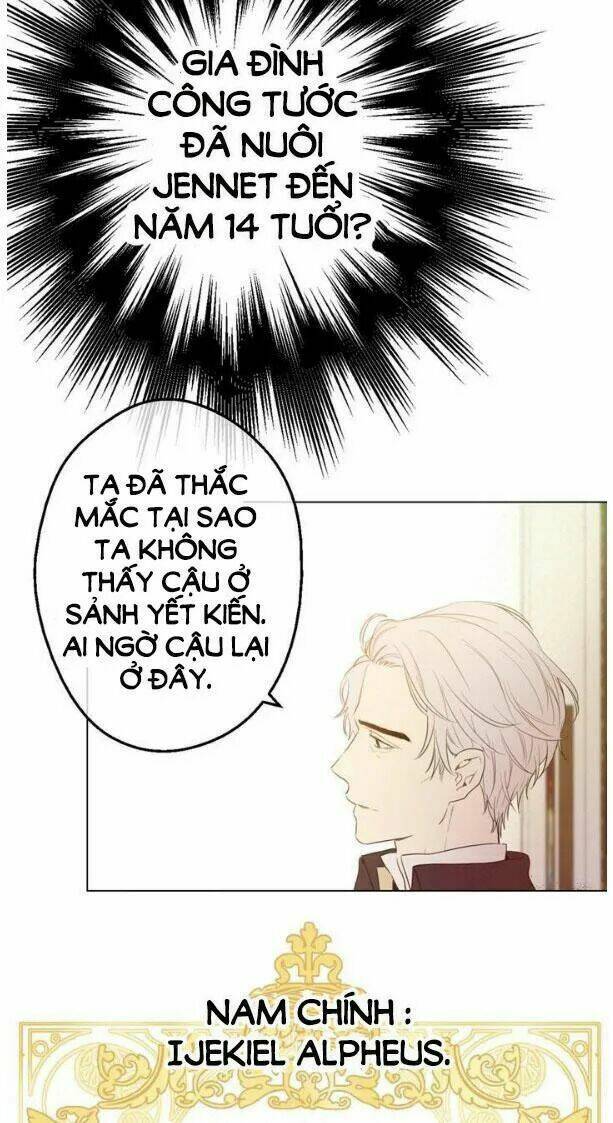 GIA ĐÌNH
CÔNG TƯỚC
ĐÃ NUÔI
JENNET ĐẾN
NĂM 14 TUỔI?
TA ĐÃ THẮC
MẮC TẠI SAO
TA KHÔNG
THẤY CẬU Ở
SẢNH YẾT KIẾN.
AI NGỜ CẬU LẠI
Ở ĐÂY.
NAM CHÍNH :
IJEKIEL ALPHEUS.